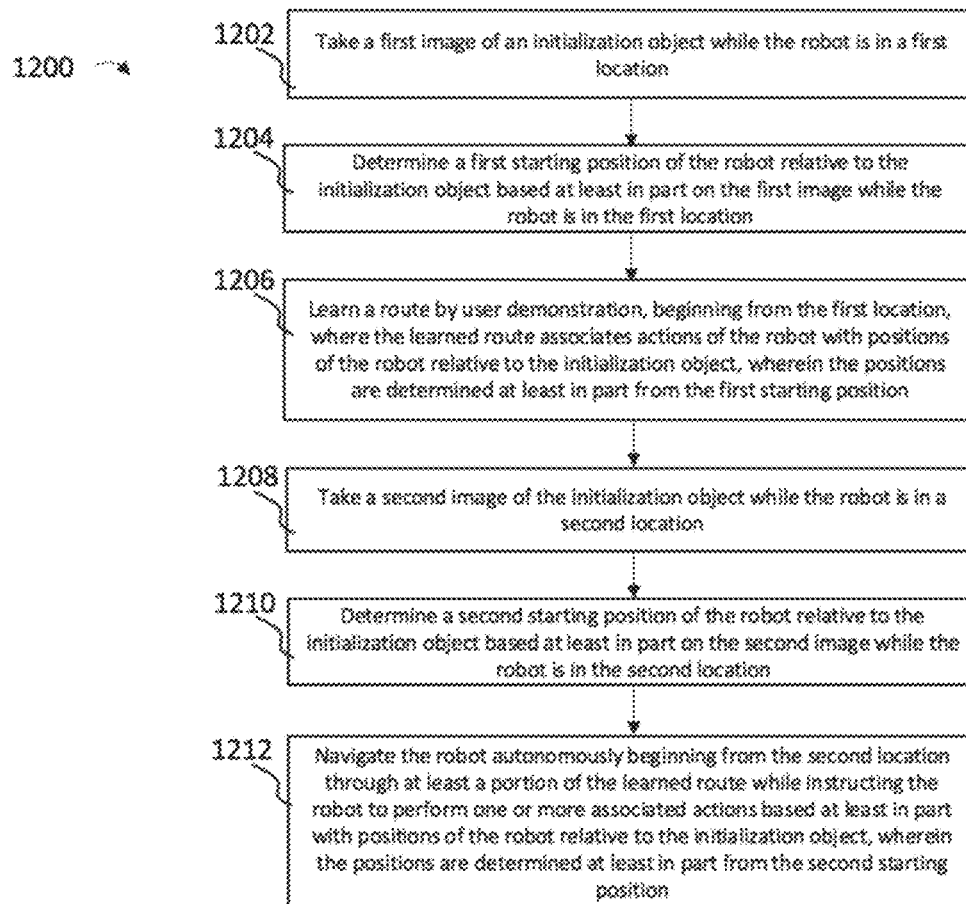 1200
1202
Take a first image of an initialization object while the robot is in a first
location
1204
Determine a first starting position of the robot relative to the
initialization object based at least in part on the first image while the
robot is in the first location
1206
Learn a route by user demonstration, beginning from the first location,
where the learned route associates actions of the robot with positions
of the robot relative to the initialization object, wherein the positions
are determined at least in part from the first starting position
1208
Take a second image of the initialization object while the robot is in a
second location
1210
Determine a second starting position of the robot relative to the
initialization object based at least in part on the second image while the
robot is in the second location
1212
Navigate the robot autonomously beginning from the second location
through at least a portion of the learned route while instructing the
robot to perform one or more associated actions based at least in part
with positions of the robot relative to the initialization object, wherein
the positions are determined at least in part from the second starting
position